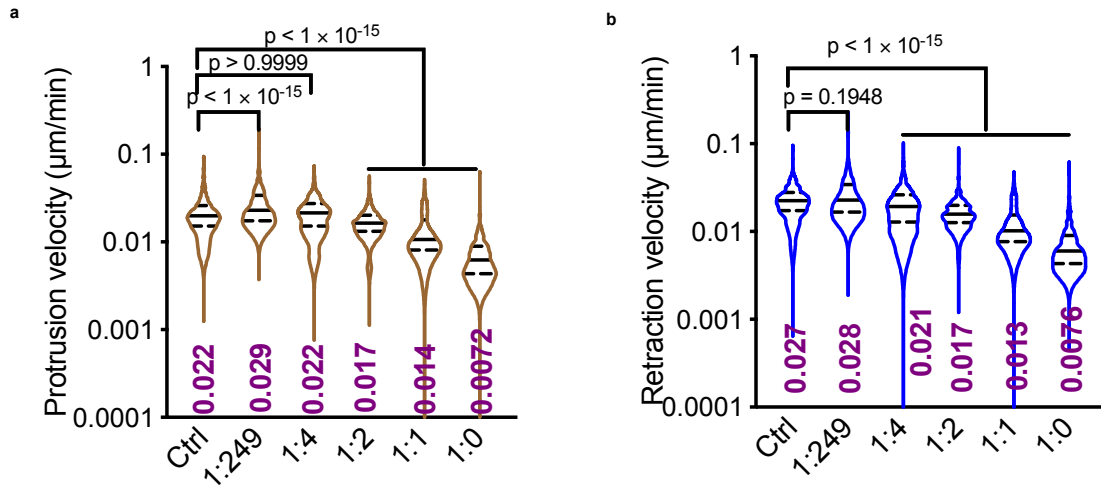 a
p < 1 × 10⁻¹⁵
p > 0.9999
p < 1 × 10⁻¹⁵
Protrusion velocity (µm/min)
1
0.1
0.01
0.001
0.0001
0.022
0.029
0.022
0.017
0.014
0.0072
Ctrl
1:249
1:4
1:2
1:1
1:0
b
p < 1 × 10⁻¹⁵
p = 0.1948
Retraction velocity (µm/min)
1
0.1
0.01
0.001
0.0001
0.027
0.028
0.021
0.017
0.013
0.0076
Ctrl
1:249
1:4
1:2
1:1
1:0